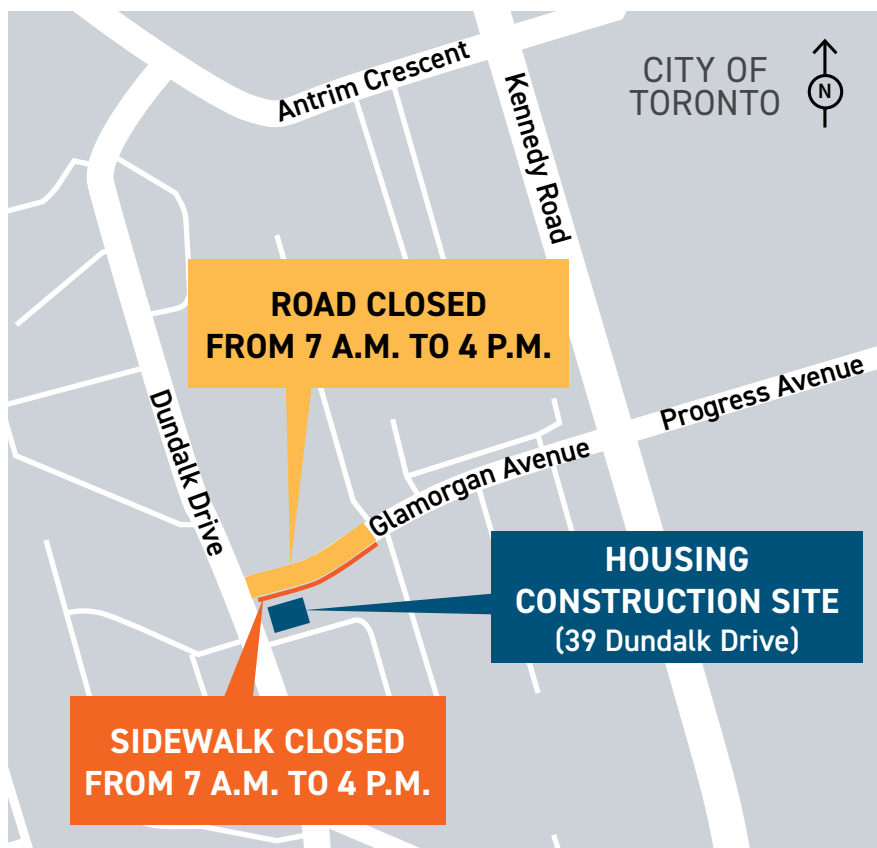 Antrim Crescent
Kennedy Road
CITY OF
TORONTO
N
ROAD CLOSED
FROM 7 A.M. TO 4 P.M.
Dundalk Drive
Progress Avenue
Glamorgan Avenue
HOUSING
CONSTRUCTION SITE
(39 Dundalk Drive)
SIDEWALK CLOSED
FROM 7 A.M. TO 4 P.M.